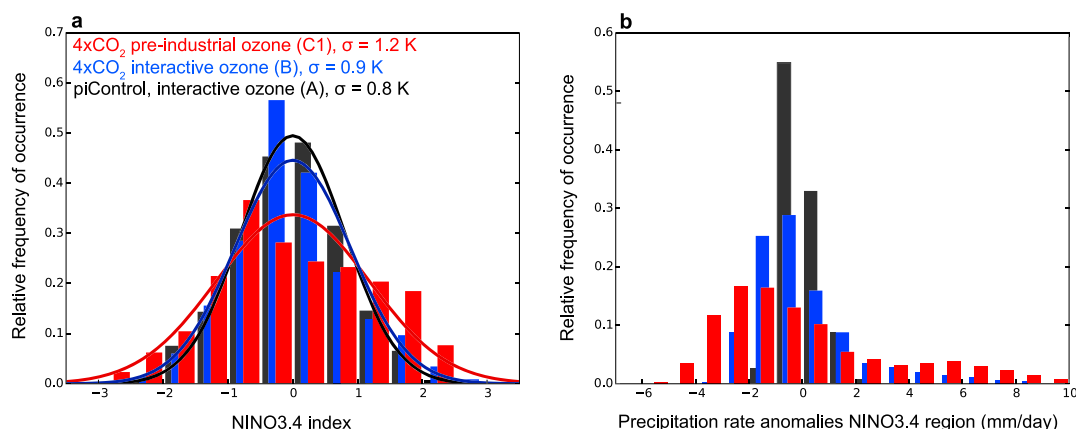 a
4xCO₂ pre-industrial ozone (C1), σ = 1.2 K
4xCO₂ interactive ozone (B), σ = 0.9 K
piControl, interactive ozone (A), σ = 0.8 K
Relative frequency of occurrence
0.7
0.6
0.5
0.4
0.3
0.2
0.1
0.0
−3 −2 −1 0 1 2 3
NINO3.4 index
b
Relative frequency of occurrence
0.6
0.5
0.4
0.3
0.2
0.1
0.0
−6 −4 −2 0 2 4 6 8 10
Precipitation rate anomalies NINO3.4 region (mm/day)